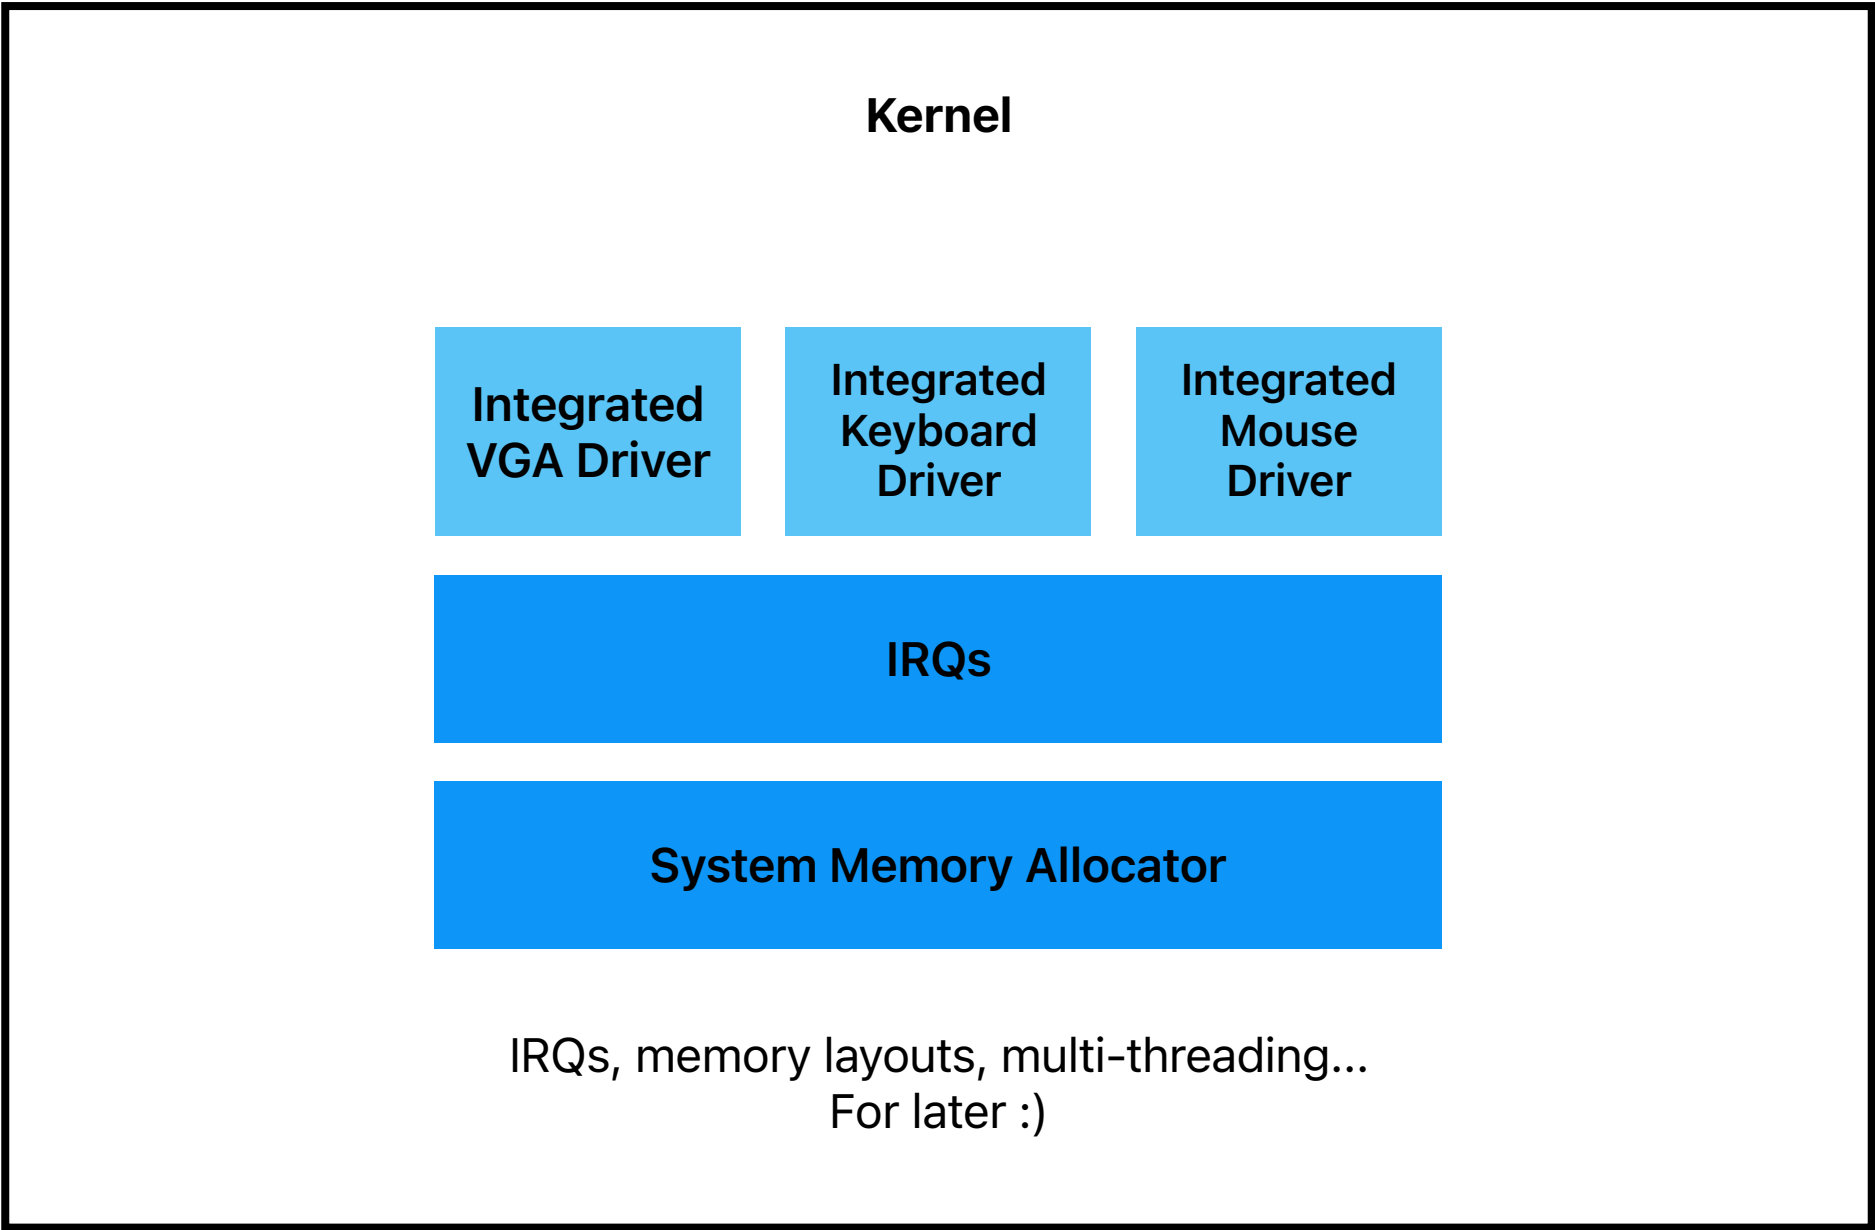 Kernel
Integrated
VGA Driver
Integrated
Keyboard
Driver
Integrated
Mouse
Driver
IRQs
System Memory Allocator
IRQs, memory layouts, multi-threading...
For later :)